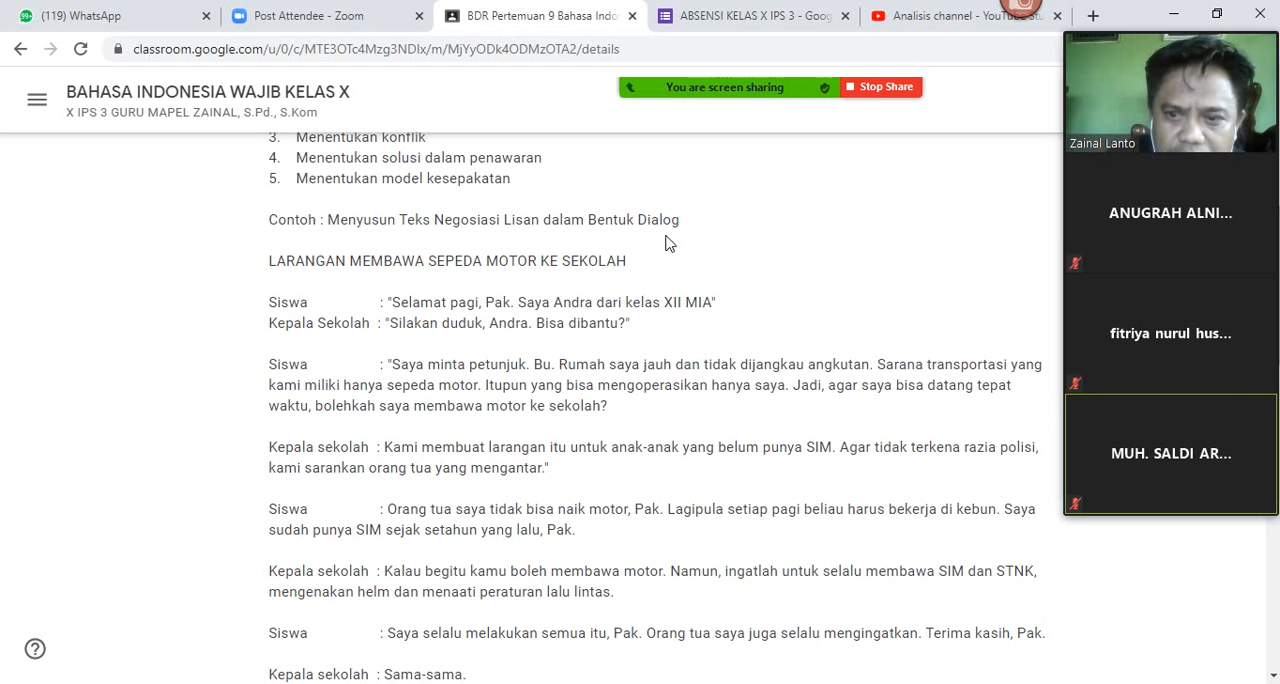 (119) WhatsApp
Post Attendee - Zoom
BDR Pertemuan 9 Bahasa Indo
ABSENSI KELAS X IPS 3 - Goog
Analisis channel - YouTube Stu
classroom.google.com/u/0/c/MTE3OTc4Mzg3NDIx/m/MjYyODk4ODMzOTA2/details
BAHASA INDONESIA WAJIB KELAS X
X IPS 3 GURU MAPEL ZAINAL, S.Pd., S.Kom
You are screen sharing
Stop Share
3. Menentukan konflik
4. Menentukan solusi dalam penawaran
5. Menentukan model kesepakatan
Contoh : Menyusun Teks Negosiasi Lisan dalam Bentuk Dialog
LARANGAN MEMBAWA SEPEDA MOTOR KE SEKOLAH
Siswa : "Selamat pagi, Pak. Saya Andra dari kelas XII MIA"
Kepala Sekolah : "Silakan duduk, Andra. Bisa dibantu?"
Siswa : "Saya minta petunjuk. Bu. Rumah saya jauh dan tidak dijangkau angkutan. Sarana transportasi yang
kami miliki hanya sepeda motor. Itupun yang bisa mengoperasikan hanya saya. Jadi, agar saya bisa datang tepat
waktu, bolehkah saya membawa motor ke sekolah?
Kepala sekolah : Kami membuat larangan itu untuk anak-anak yang belum punya SIM. Agar tidak terkena razia polisi,
kami sarankan orang tua yang mengantar."
Siswa : Orang tua saya tidak bisa naik motor, Pak. Lagipula setiap pagi beliau harus bekerja di kebun. Saya
sudah punya SIM sejak setahun yang lalu, Pak.
Kepala sekolah : Kalau begitu kamu boleh membawa motor. Namun, ingatlah untuk selalu membawa SIM dan STNK,
mengenakan helm dan menaati peraturan lalu lintas.
Siswa : Saya selalu melakukan semua itu, Pak. Orang tua saya juga selalu mengingatkan. Terima kasih, Pak.
Kepala sekolah : Sama-sama.
Zainal Lanto
ANUGRAH ALNI...
fitriya nurul hus...
MUH. SALDI AR...